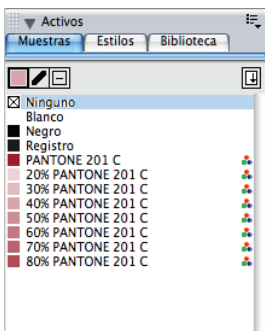 Activos
Muestras Estilos Biblioteca
Ninguno
Blanco
Negro
Registro
PANTONE 201 C
20% PANTONE 201 C
30% PANTONE 201 C
40% PANTONE 201 C
50% PANTONE 201 C
60% PANTONE 201 C
70% PANTONE 201 C
80% PANTONE 201 C